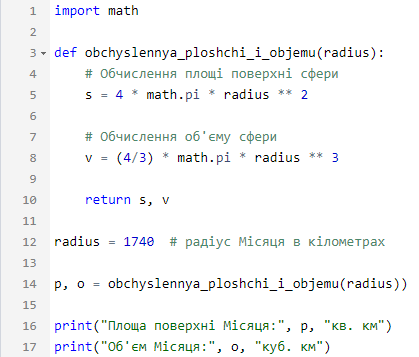 1 import math
2
3 def obchyslennya_ploshchi_i_objemu(radius):
4 # Обчислення площі поверхні сфери
5 s = 4 * math.pi * radius ** 2
6
7 # Обчислення об'єму сфери
8 v = (4/3) * math.pi * radius ** 3
9
10 return s, v
11
12 radius = 1740 # радіус Місяця в кілометрах
13
14 p, o = obchyslennya_ploshchi_i_objemu(radius))
15
16 print("Площа поверхні Місяця:", p, "кв. км")
17 print("Об'єм Місяця:", o, "куб. км")